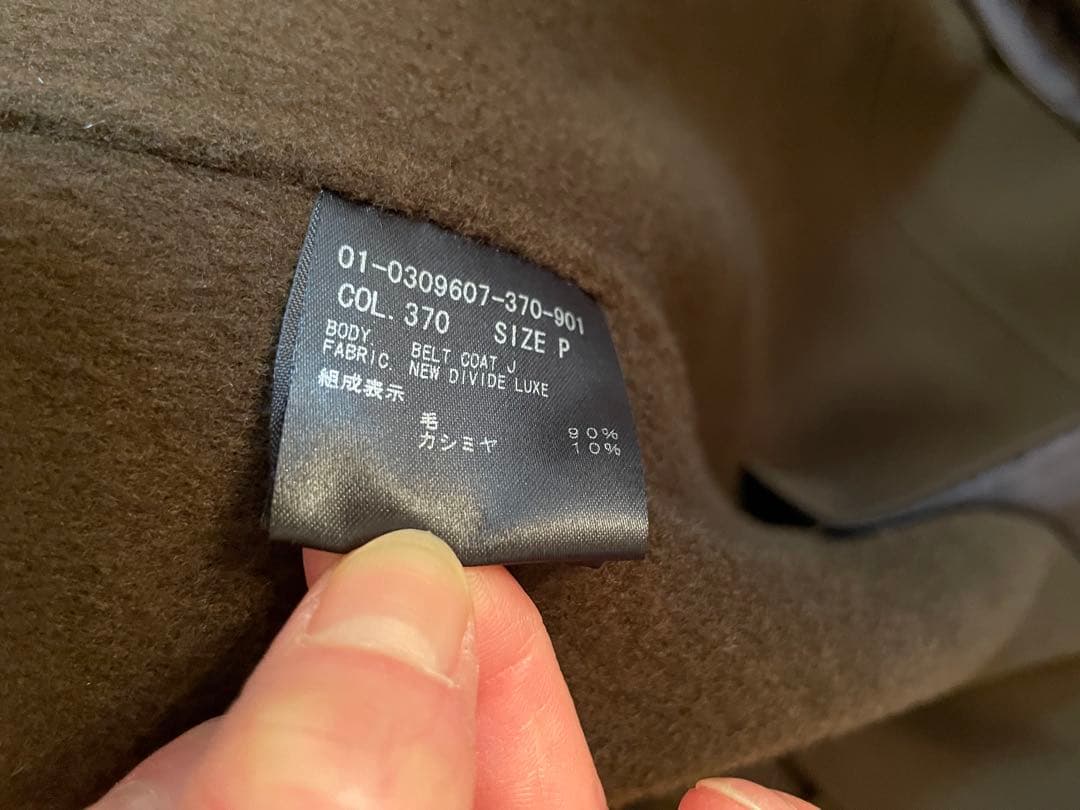 01-0309607-370-901
COL. 370 SIZE P
BODY BELT COAT J
FABRIC. NEW DIVIDE LUXE
組成表示
毛 90%
カシミヤ 10%